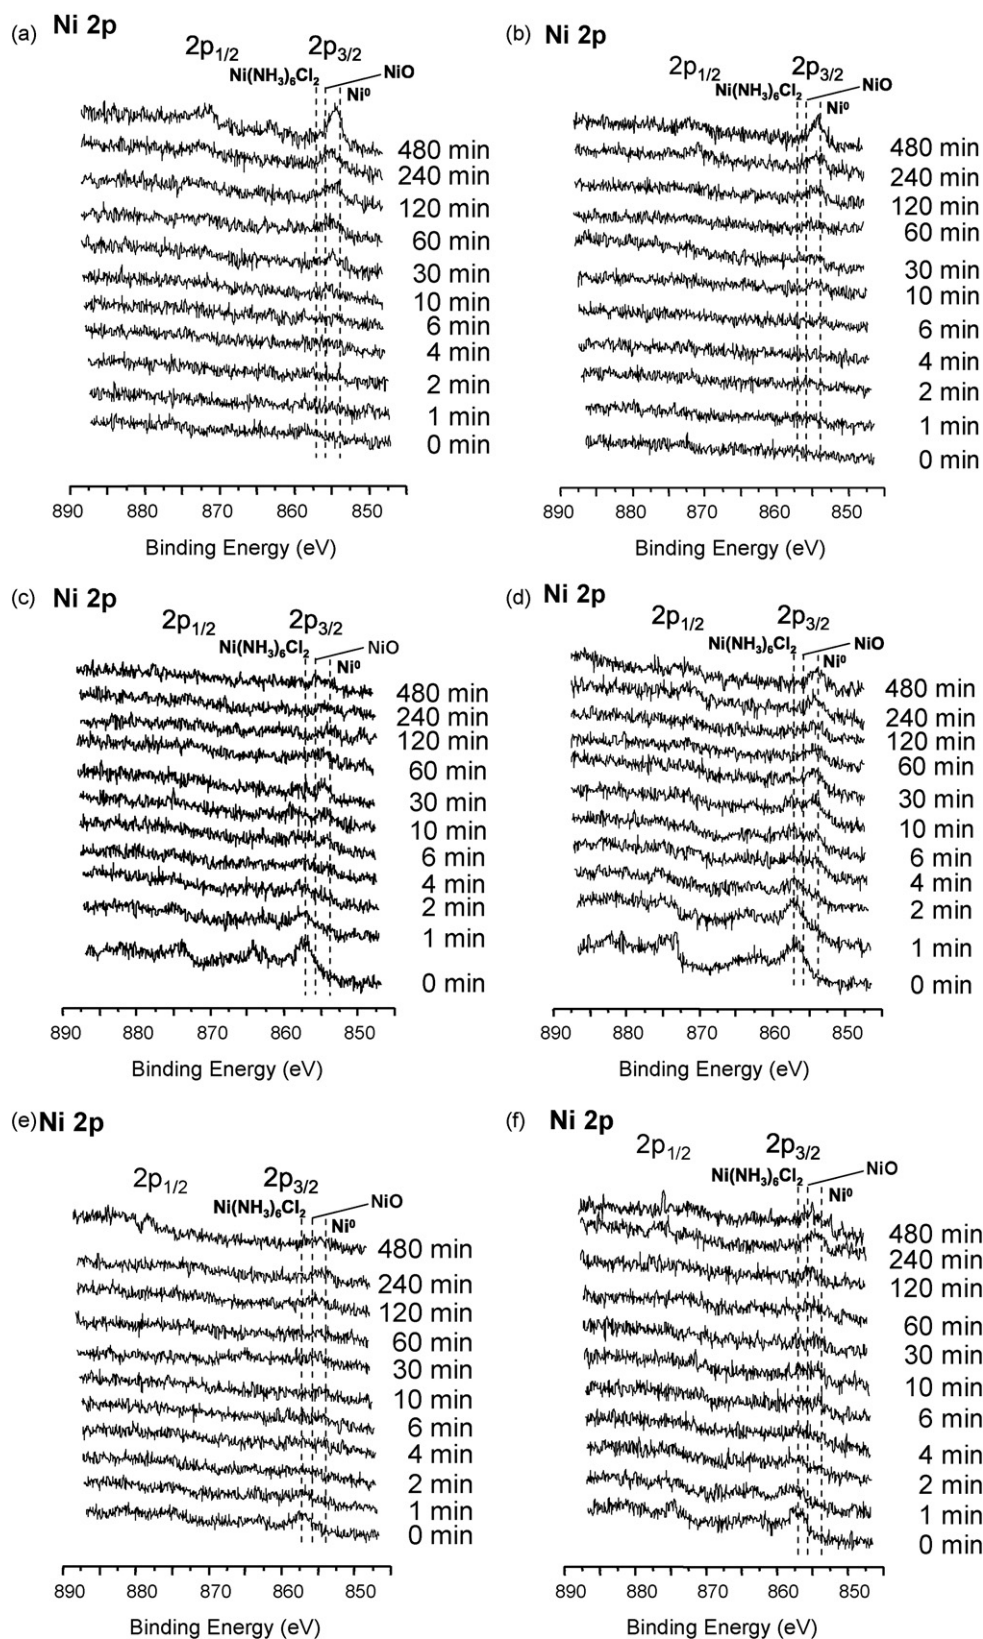 (a) Ni 2p
2p1/2 2p3/2
Ni(NH3)6Cl2 NiO
Ni⁰
480 min
240 min
120 min
60 min
30 min
10 min
6 min
4 min
2 min
1 min
0 min
890 880 870 860 850
Binding Energy (eV)
(b) Ni 2p
2p1/2 2p3/2
Ni(NH3)6Cl2 NiO
Ni⁰
480 min
240 min
120 min
60 min
30 min
10 min
6 min
4 min
2 min
1 min
0 min
890 880 870 860 850
Binding Energy (eV)
(c) Ni 2p
2p1/2 2p3/2
Ni(NH3)6Cl2 NiO
Ni⁰
480 min
240 min
120 min
60 min
30 min
10 min
6 min
4 min
2 min
1 min
0 min
890 880 870 860 850
Binding Energy (eV)
(d) Ni 2p
2p1/2 2p3/2
Ni(NH3)6Cl2 NiO
Ni⁰
480 min
240 min
120 min
60 min
30 min
10 min
6 min
4 min
2 min
1 min
0 min
890 880 870 860 850
Binding Energy (eV)
(e) Ni 2p
2p1/2 2p3/2
Ni(NH3)6Cl2 NiO
Ni⁰
480 min
240 min
120 min
60 min
30 min
10 min
6 min
4 min
2 min
1 min
0 min
890 880 870 860 850
Binding Energy (eV)
(f) Ni 2p
2p1/2 2p3/2
Ni(NH3)6Cl2 NiO
Ni⁰
480 min
240 min
120 min
60 min
30 min
10 min
6 min
4 min
2 min
1 min
0 min
890 880 870 860 850
Binding Energy (eV)